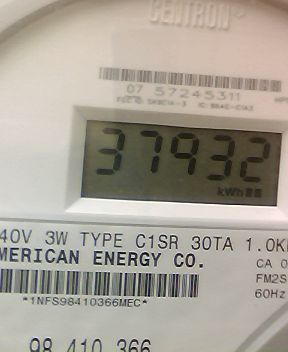 CENTRON
07 57245311
37932
kWh
40V 3W TYPE C1SR 30TA 1.0K
MERICAN ENERGY CO.
CA 0
FM2S
60Hz
*1NFS98410366MEC*
98 410 366